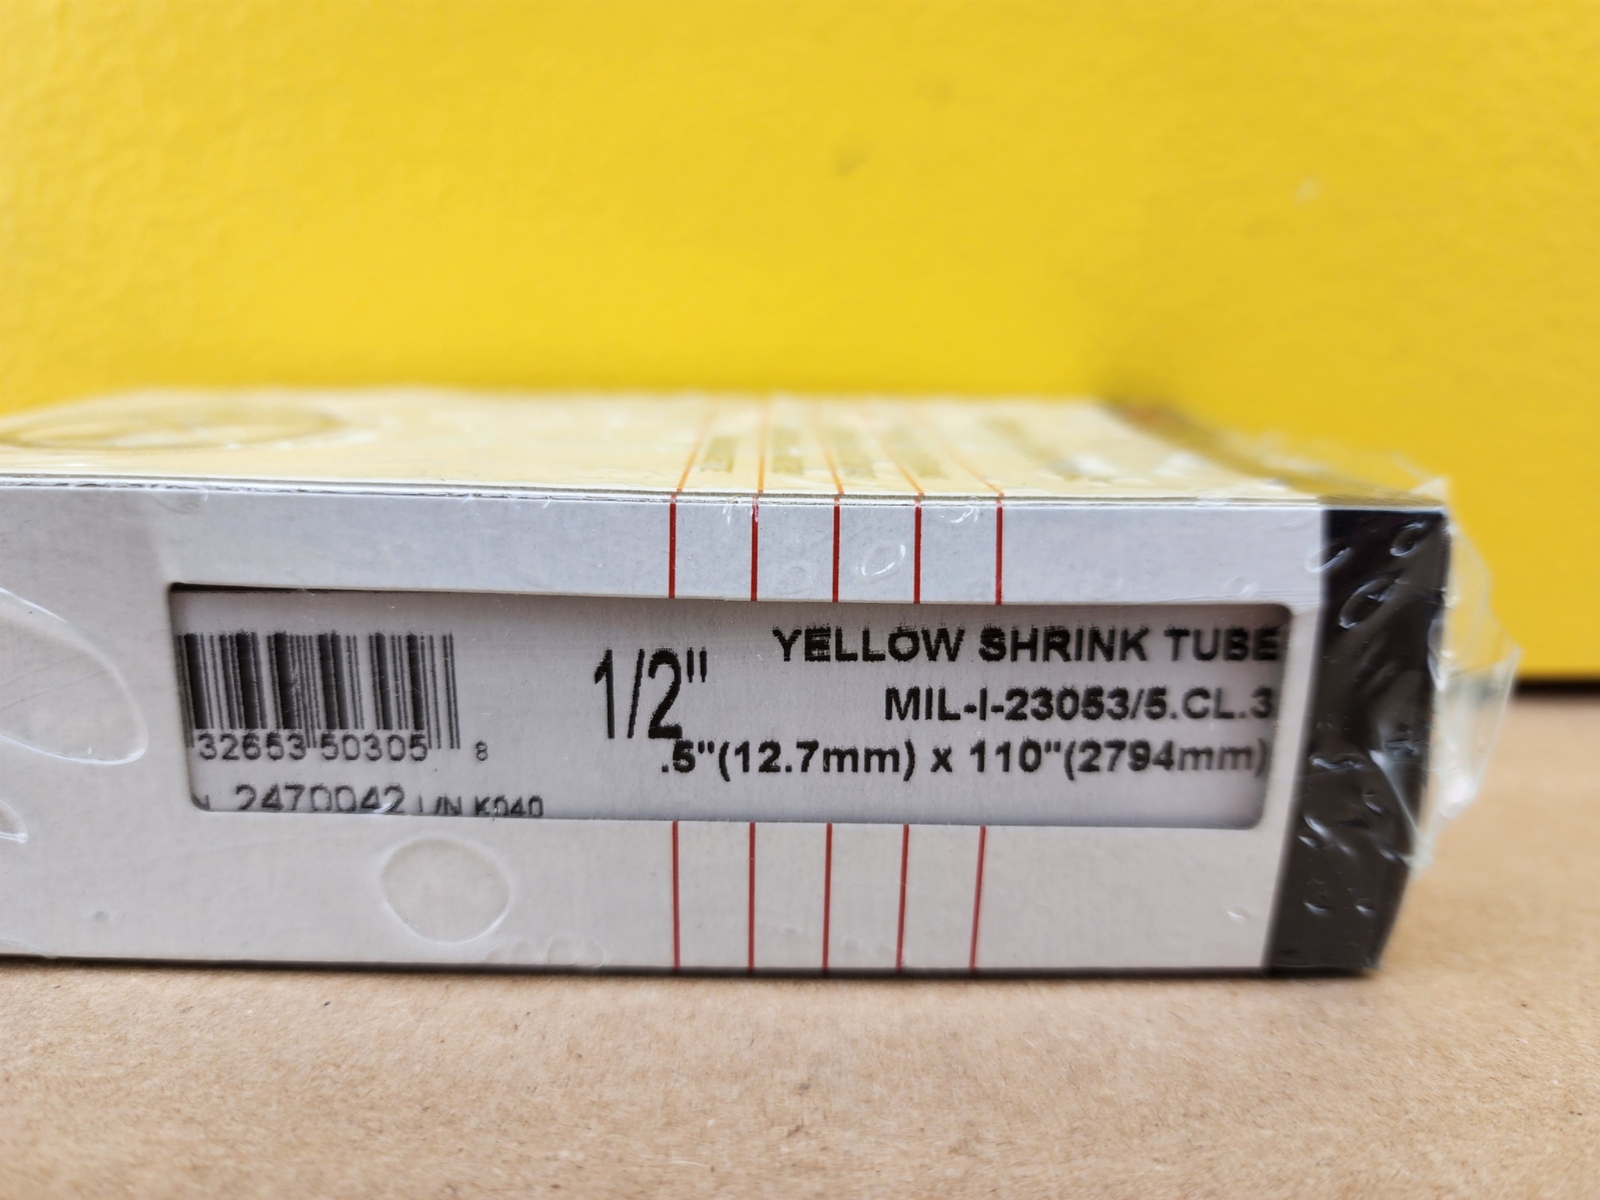 1/2"
YELLOW SHRINK TUBE
MIL-I-23053/5.CL.3
.5"(12.7mm) x 110"(2794mm)
32653 50305 8
2470042 L/N K040